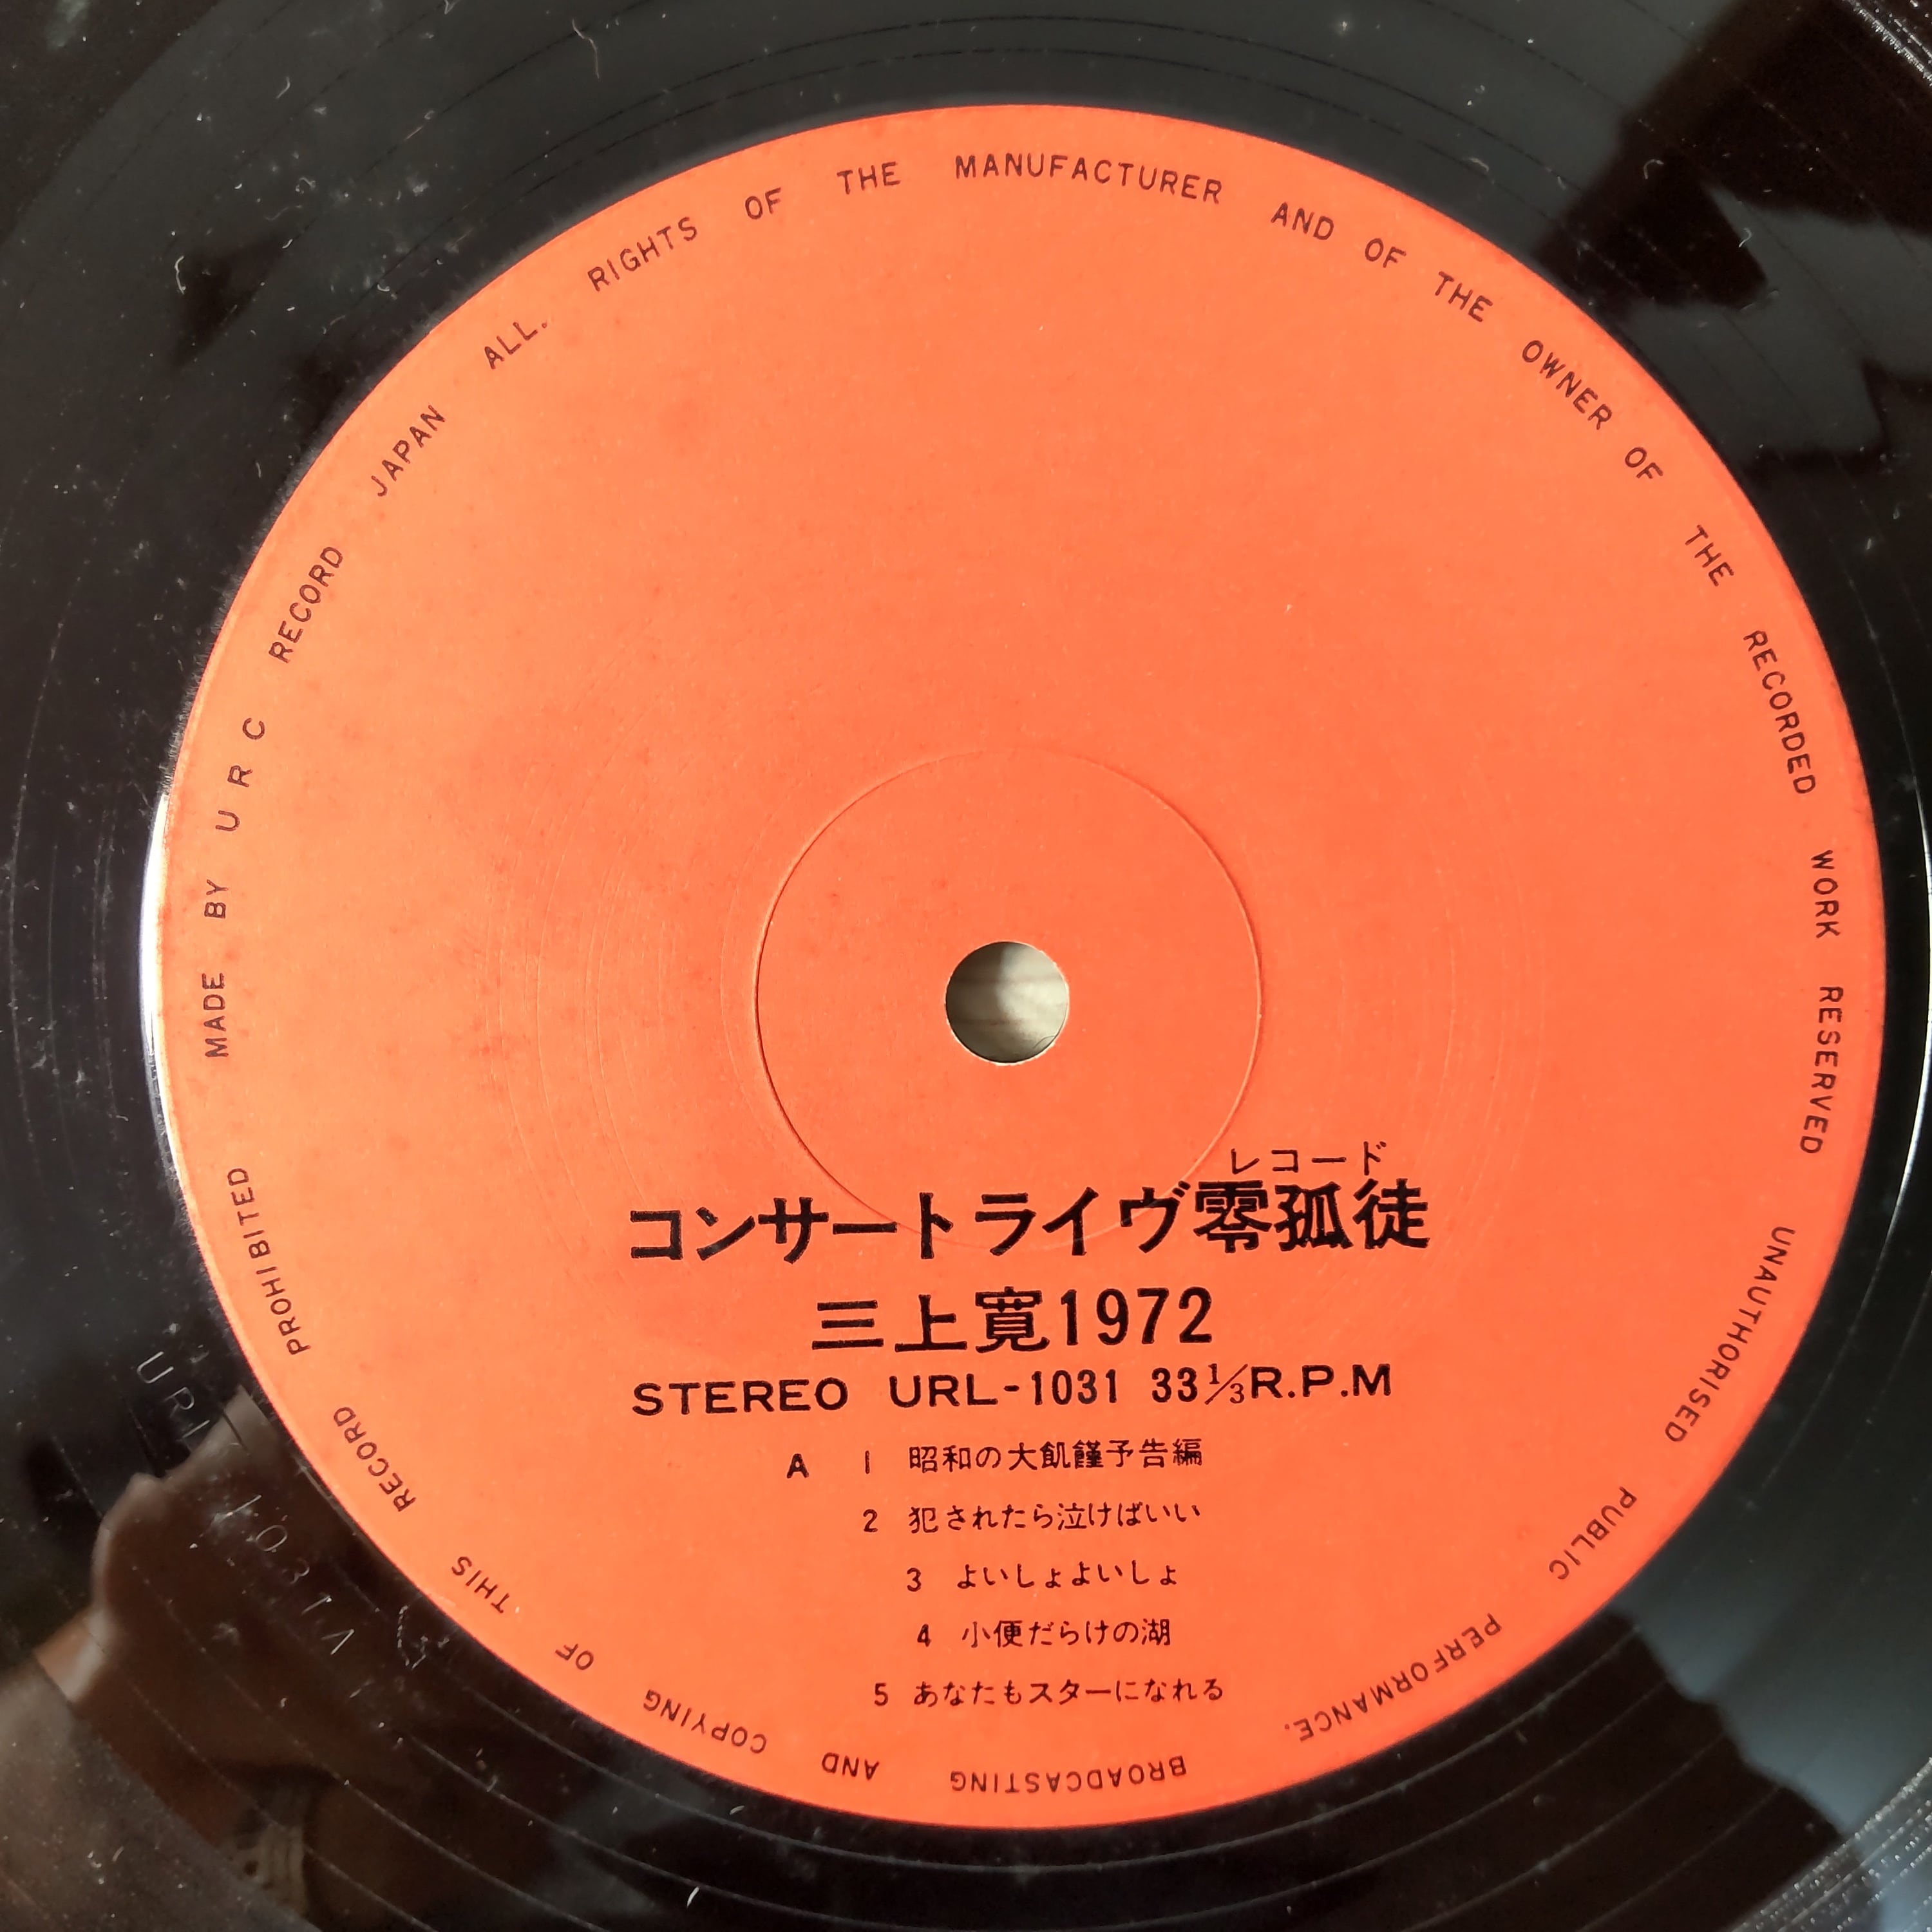 MADE BY U R C RECORD JAPAN ALL. RIGHTS OF THE MANUFACTURER AND OF THE OWNER OF THE RECORDED WORK RESERVED UNAUTHORISED PUBLIC PERFORMANCE. BROADCASTING AND COPYING OF THIS RECORD PROHIBITED
レコード
コンサートライヴ零孤徒
三上寛1972
STEREO URL-1031 33⅓R.P.M
A 1 昭和の大飢饉予告編
2 犯されたら泣けばいい
3 よいしょよいしょ
4 小便だらけの湖
5 あなたもスターになれる